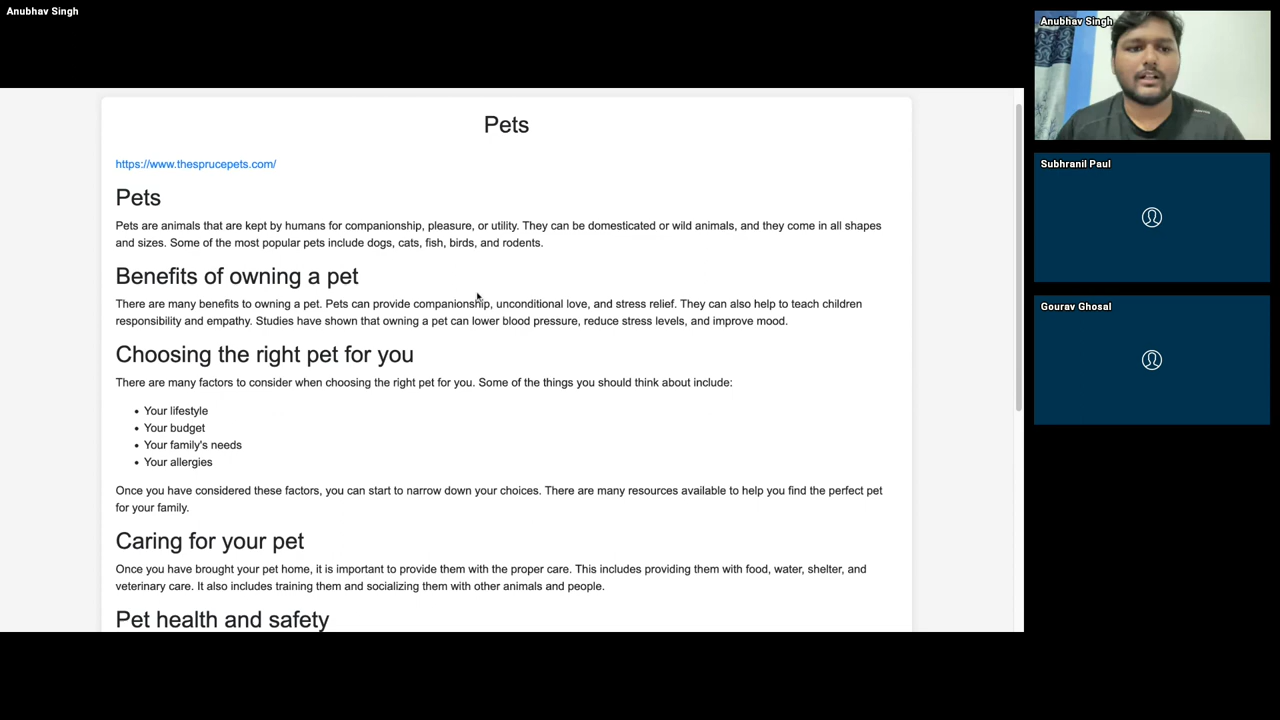 Anubhav Singh
Pets
https://www.thesprucepets.com/
Pets
Pets are animals that are kept by humans for companionship, pleasure, or utility. They can be domesticated or wild animals, and they come in all shapes
and sizes. Some of the most popular pets include dogs, cats, fish, birds, and rodents.
Benefits of owning a pet
There are many benefits to owning a pet. Pets can provide companionship, unconditional love, and stress relief. They can also help to teach children
responsibility and empathy. Studies have shown that owning a pet can lower blood pressure, reduce stress levels, and improve mood.
Choosing the right pet for you
There are many factors to consider when choosing the right pet for you. Some of the things you should think about include:
• Your lifestyle
• Your budget
• Your family's needs
• Your allergies
Once you have considered these factors, you can start to narrow down your choices. There are many resources available to help you find the perfect pet
for your family.
Caring for your pet
Once you have brought your pet home, it is important to provide them with the proper care. This includes providing them with food, water, shelter, and
veterinary care. It also includes training them and socializing them with other animals and people.
Pet health and safety
Anubhav Singh
Subhranil Paul
Gourav Ghosal